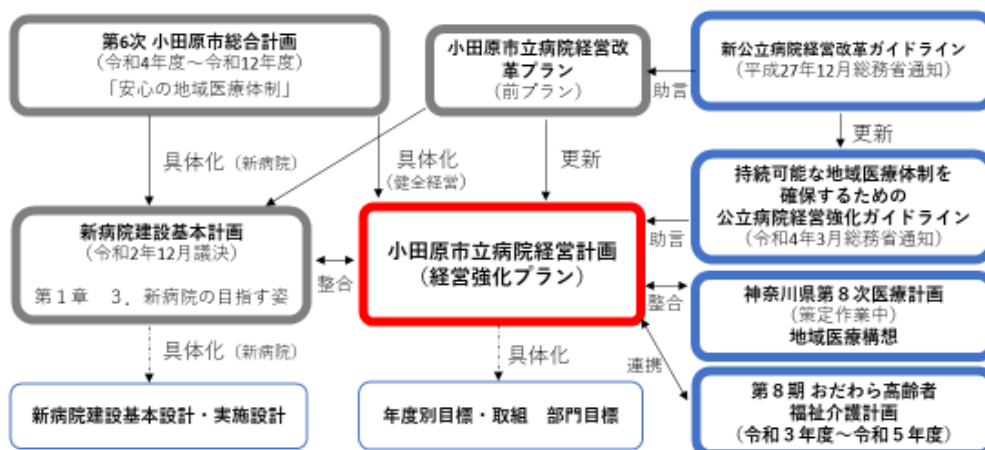 第6次 小田原市総合計画
（令和4年度～令和12年度）
「安心の地域医療体制」
小田原市立病院経営改
革プラン
（前プラン）
新公立病院経営改革ガイドライン
（平成27年12月総務省通知）
助言
更新
具体化（新病院）
具体化
（健全経営）
更新
持続可能な地域医療体制を
確保するための
公立病院経営強化ガイドライン
（令和4年3月総務省通知）
新病院建設基本計画
（令和2年12月議決）
第１章　３．新病院の目指す姿
整合
小田原市立病院経営計画
（経営強化プラン）
助言
整合
神奈川県第８次医療計画
（策定作業中）
地域医療構想
具体化（新病院）
具体化
連携
新病院建設基本設計・実施設計
年度別目標・取組　部門目標
第８期 おだわら高齢者
福祉介護計画
（令和３年度～令和５年度）